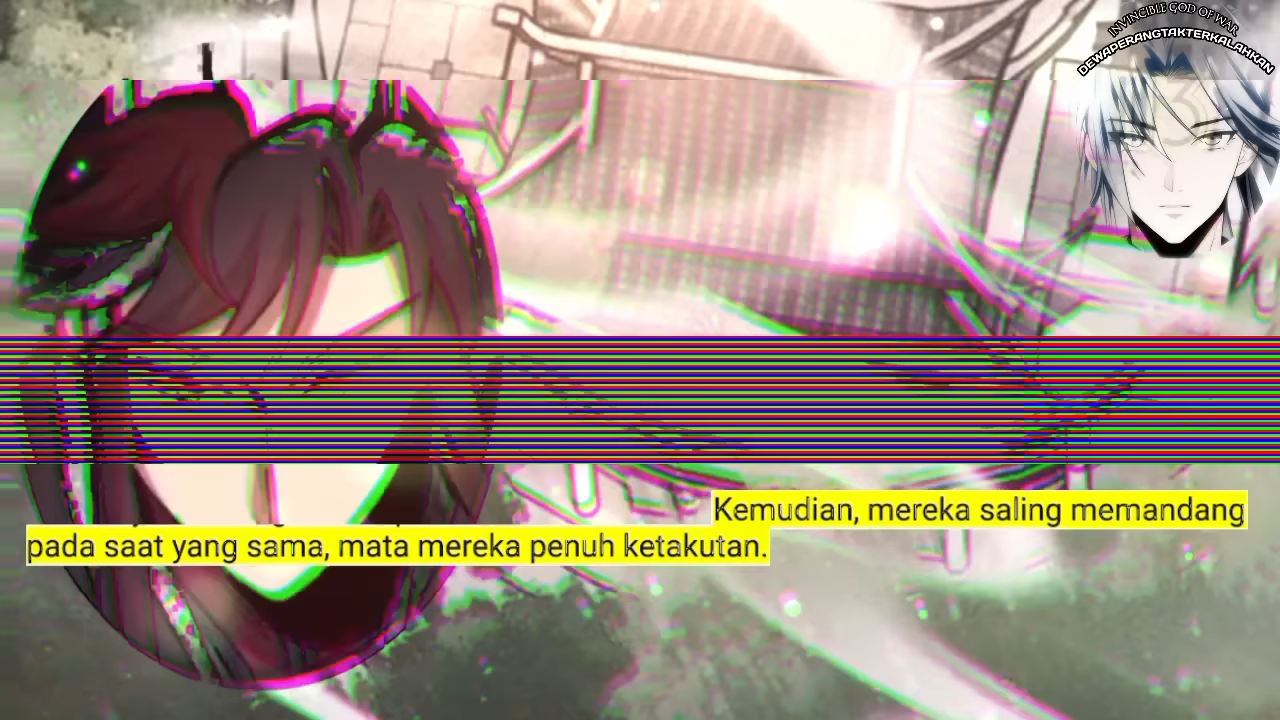 INVINCIBLE GOD OF WAR
DEWAPERANGTAKTERKALAHKAN
Kemudian, mereka saling memandang
pada saat yang sama, mata mereka penuh ketakutan.